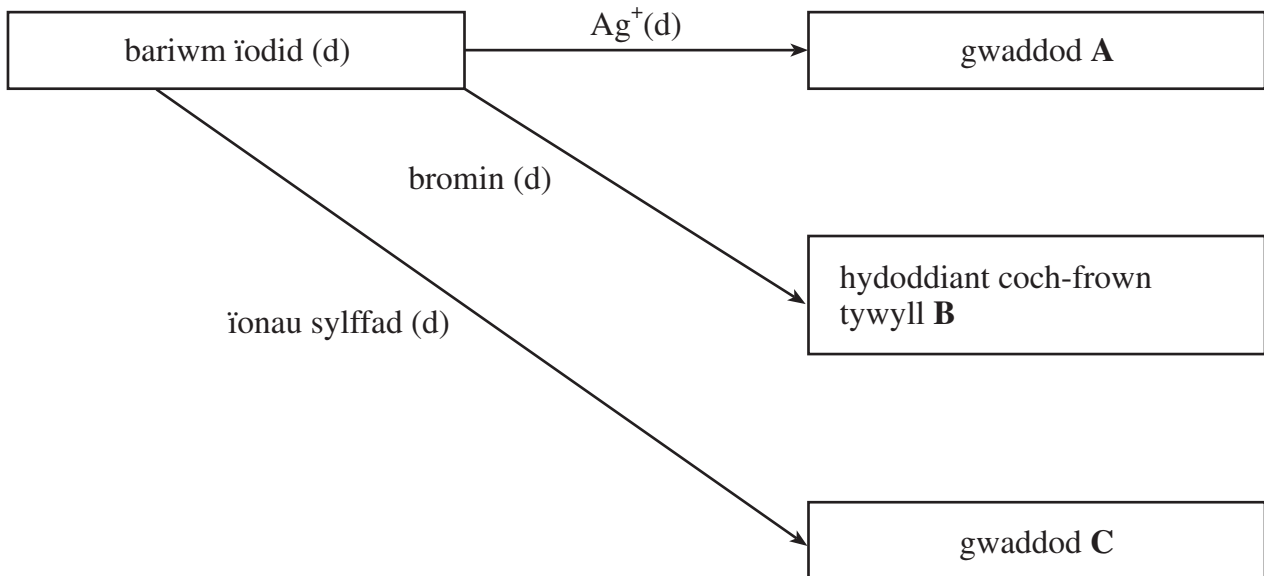 bariwm ïodid (d)
Ag⁺(d)
gwaddod A
bromin (d)
hydoddiant coch-frown
tywyll B
ïonau sylffad (d)
gwaddod C